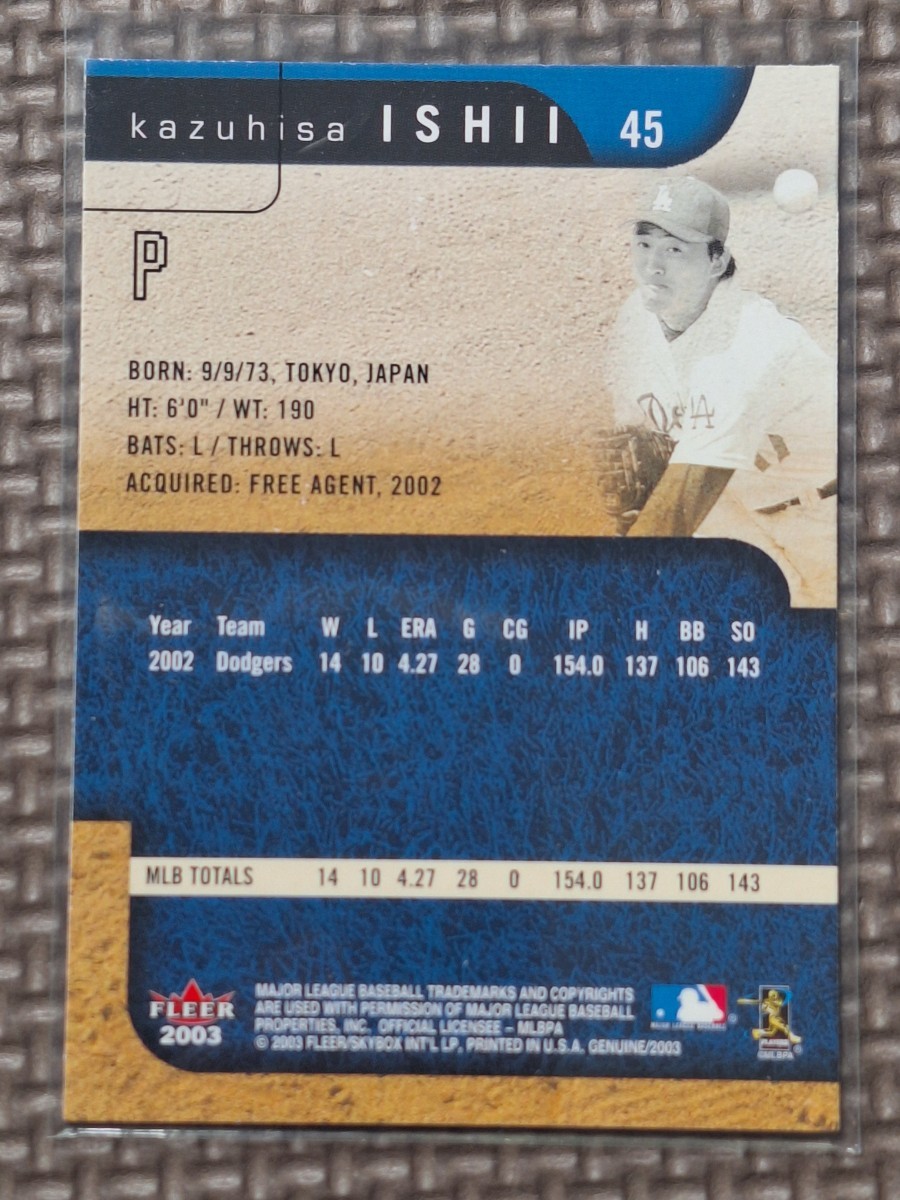 kazuhisa ISHII 45
P
BORN: 9/9/73, TOKYO, JAPAN
HT: 6'0" / WT: 190
BATS: L / THROWS: L
ACQUIRED: FREE AGENT, 2002
Year Team W L ERA G CG IP H BB SO
2002 Dodgers 14 10 4.27 28 0 154.0 137 106 143
MLB TOTALS 14 10 4.27 28 0 154.0 137 106 143
FLEER
2003
MAJOR LEAGUE BASEBALL TRADEMARKS AND COPYRIGHTS
ARE USED WITH PERMISSION OF MAJOR LEAGUE BASEBALL
PROPERTIES, INC. OFFICIAL LICENSEE – MLBPA
© 2003 FLEER/SKYBOX INT'L LP, PRINTED IN U.S.A. GENUINE/2003
MAJOR LEAGUE BASEBALL
PLAYERS